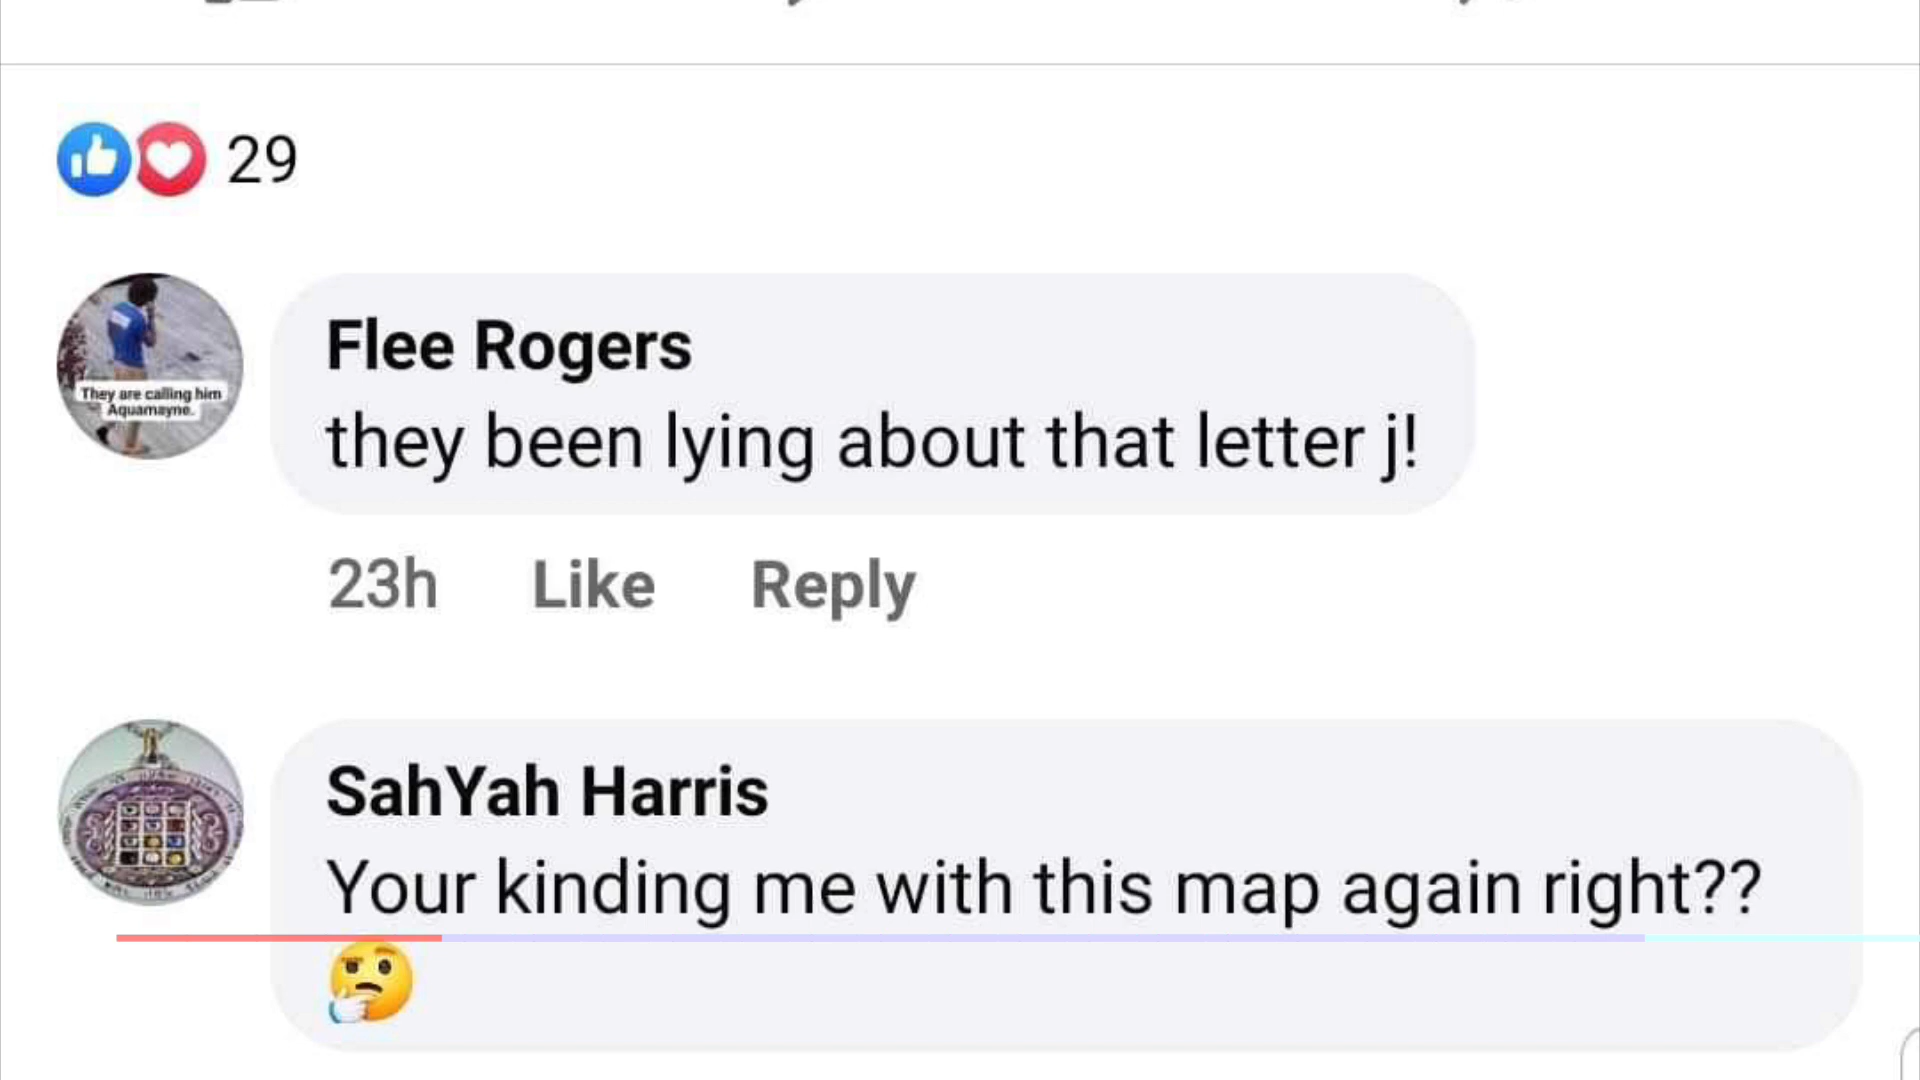 29
They are calling him
Aquamayne.
Flee Rogers
they been lying about that letter j!
23h Like Reply
SahYah Harris
Your kinding me with this map again right??